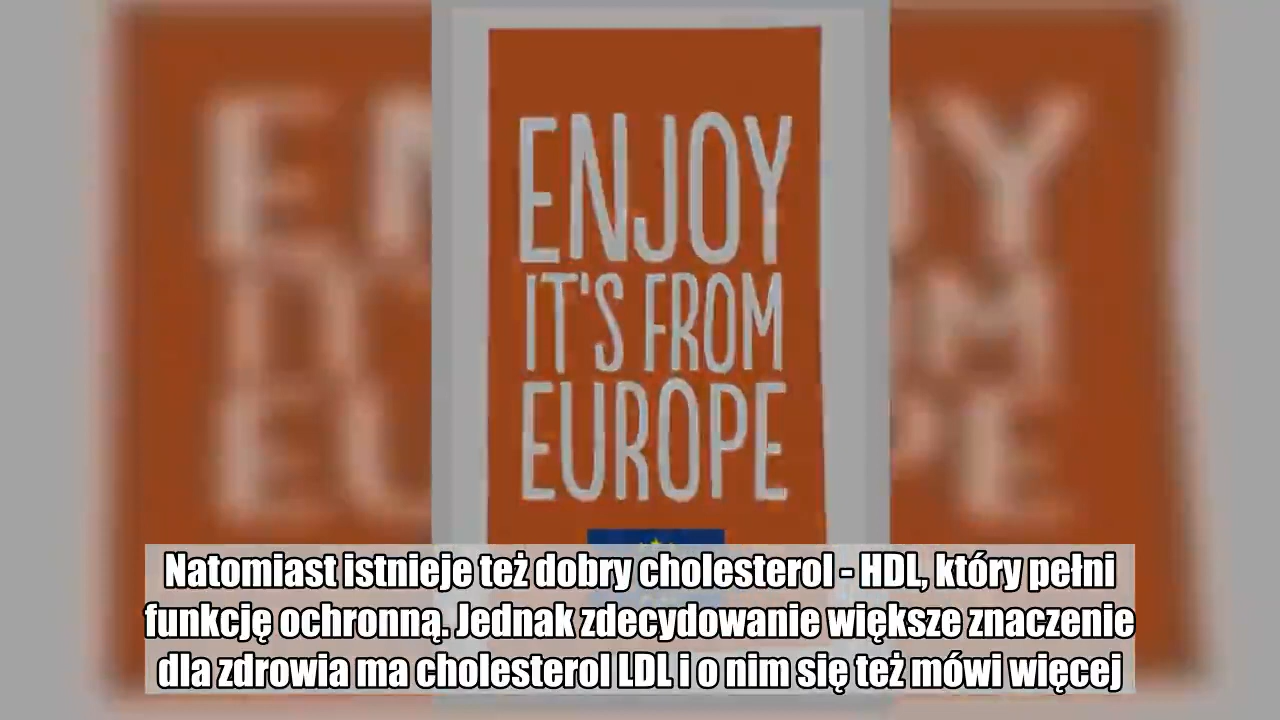 ENJOY
IT'S FROM
EUROPE
Natomiast istnieje też dobry cholesterol - HDL, który pełni
funkcję ochronną. Jednak zdecydowanie większe znaczenie
dla zdrowia ma cholesterol LDL i o nim się też mówi więcej